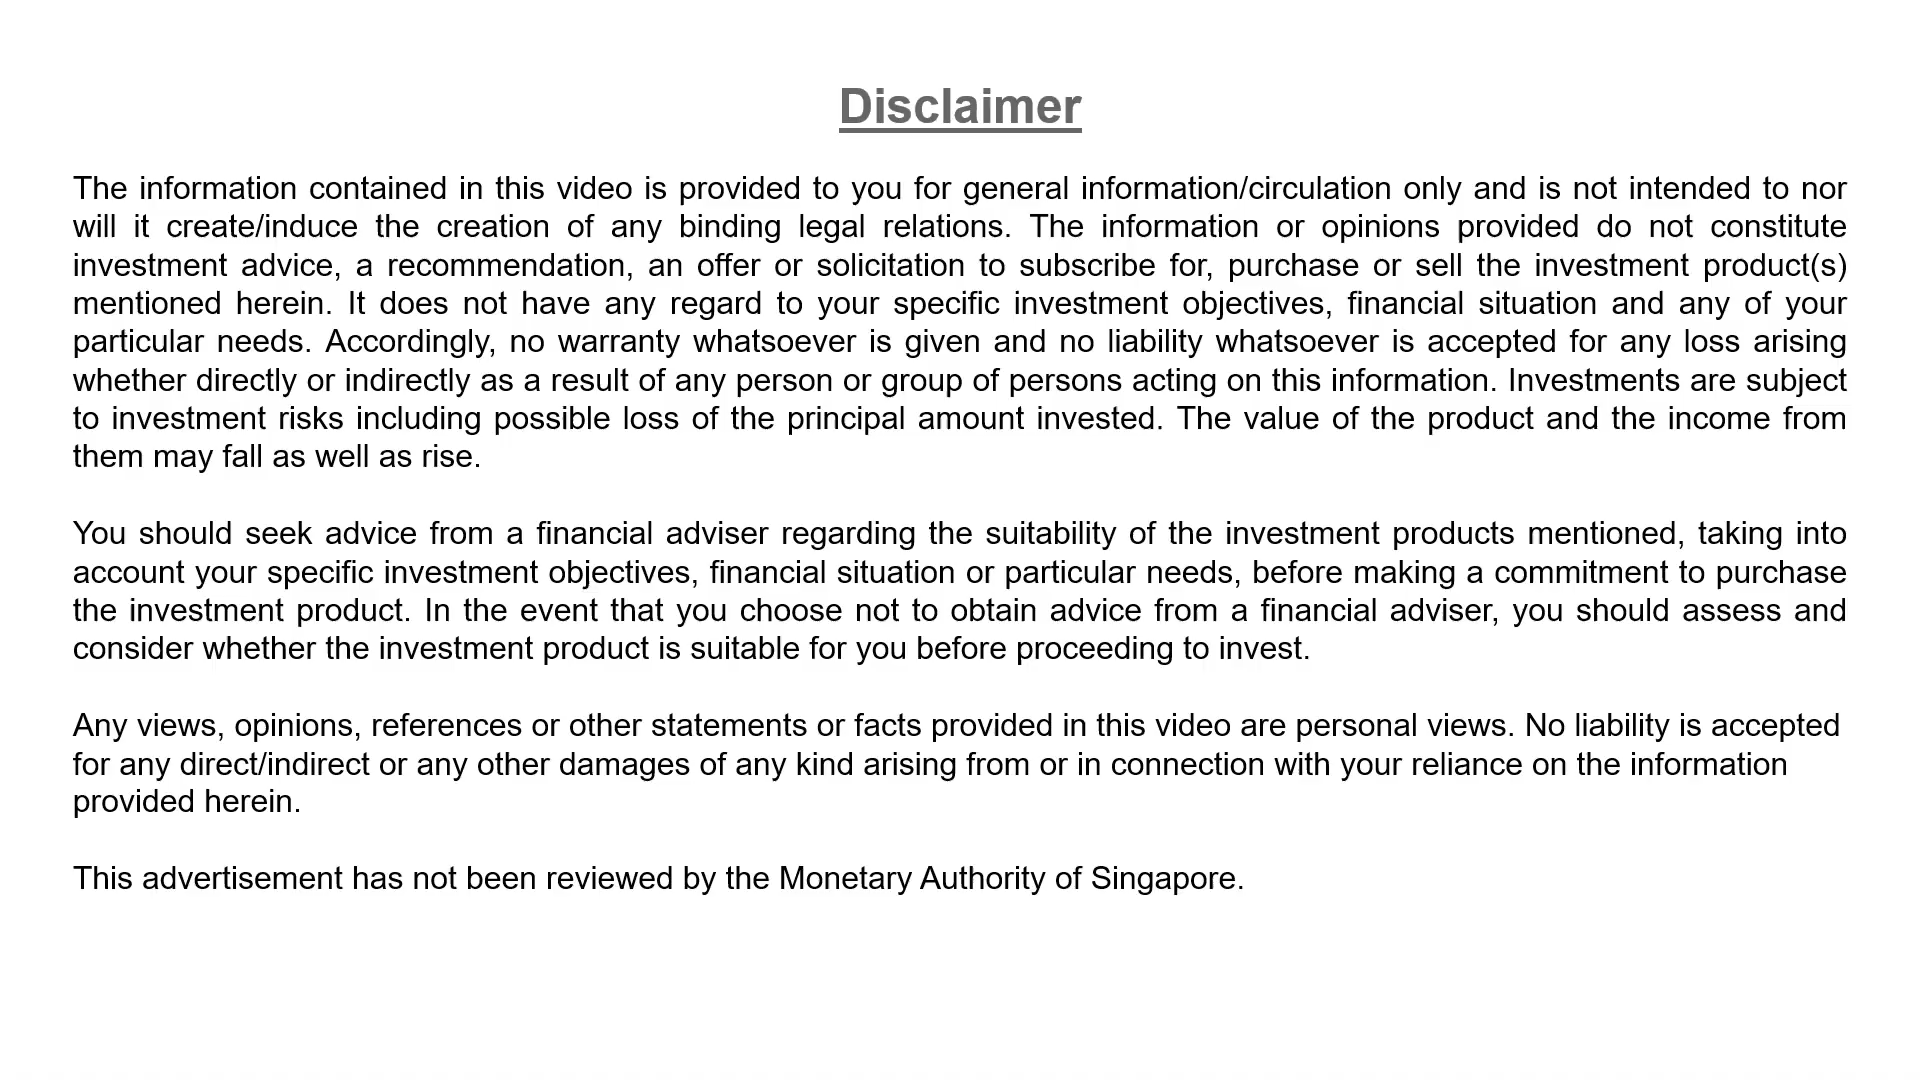 Disclaimer
The information contained in this video is provided to you for general information/circulation only and is not intended to nor
will it create/induce the creation of any binding legal relations. The information or opinions provided do not constitute
investment advice, a recommendation, an offer or solicitation to subscribe for, purchase or sell the investment product(s)
mentioned herein. It does not have any regard to your specific investment objectives, financial situation and any of your
particular needs. Accordingly, no warranty whatsoever is given and no liability whatsoever is accepted for any loss arising
whether directly or indirectly as a result of any person or group of persons acting on this information. Investments are subject
to investment risks including possible loss of the principal amount invested. The value of the product and the income from
them may fall as well as rise.
You should seek advice from a financial adviser regarding the suitability of the investment products mentioned, taking into
account your specific investment objectives, financial situation or particular needs, before making a commitment to purchase
the investment product. In the event that you choose not to obtain advice from a financial adviser, you should assess and
consider whether the investment product is suitable for you before proceeding to invest.
Any views, opinions, references or other statements or facts provided in this video are personal views. No liability is accepted
for any direct/indirect or any other damages of any kind arising from or in connection with your reliance on the information
provided herein.
This advertisement has not been reviewed by the Monetary Authority of Singapore.